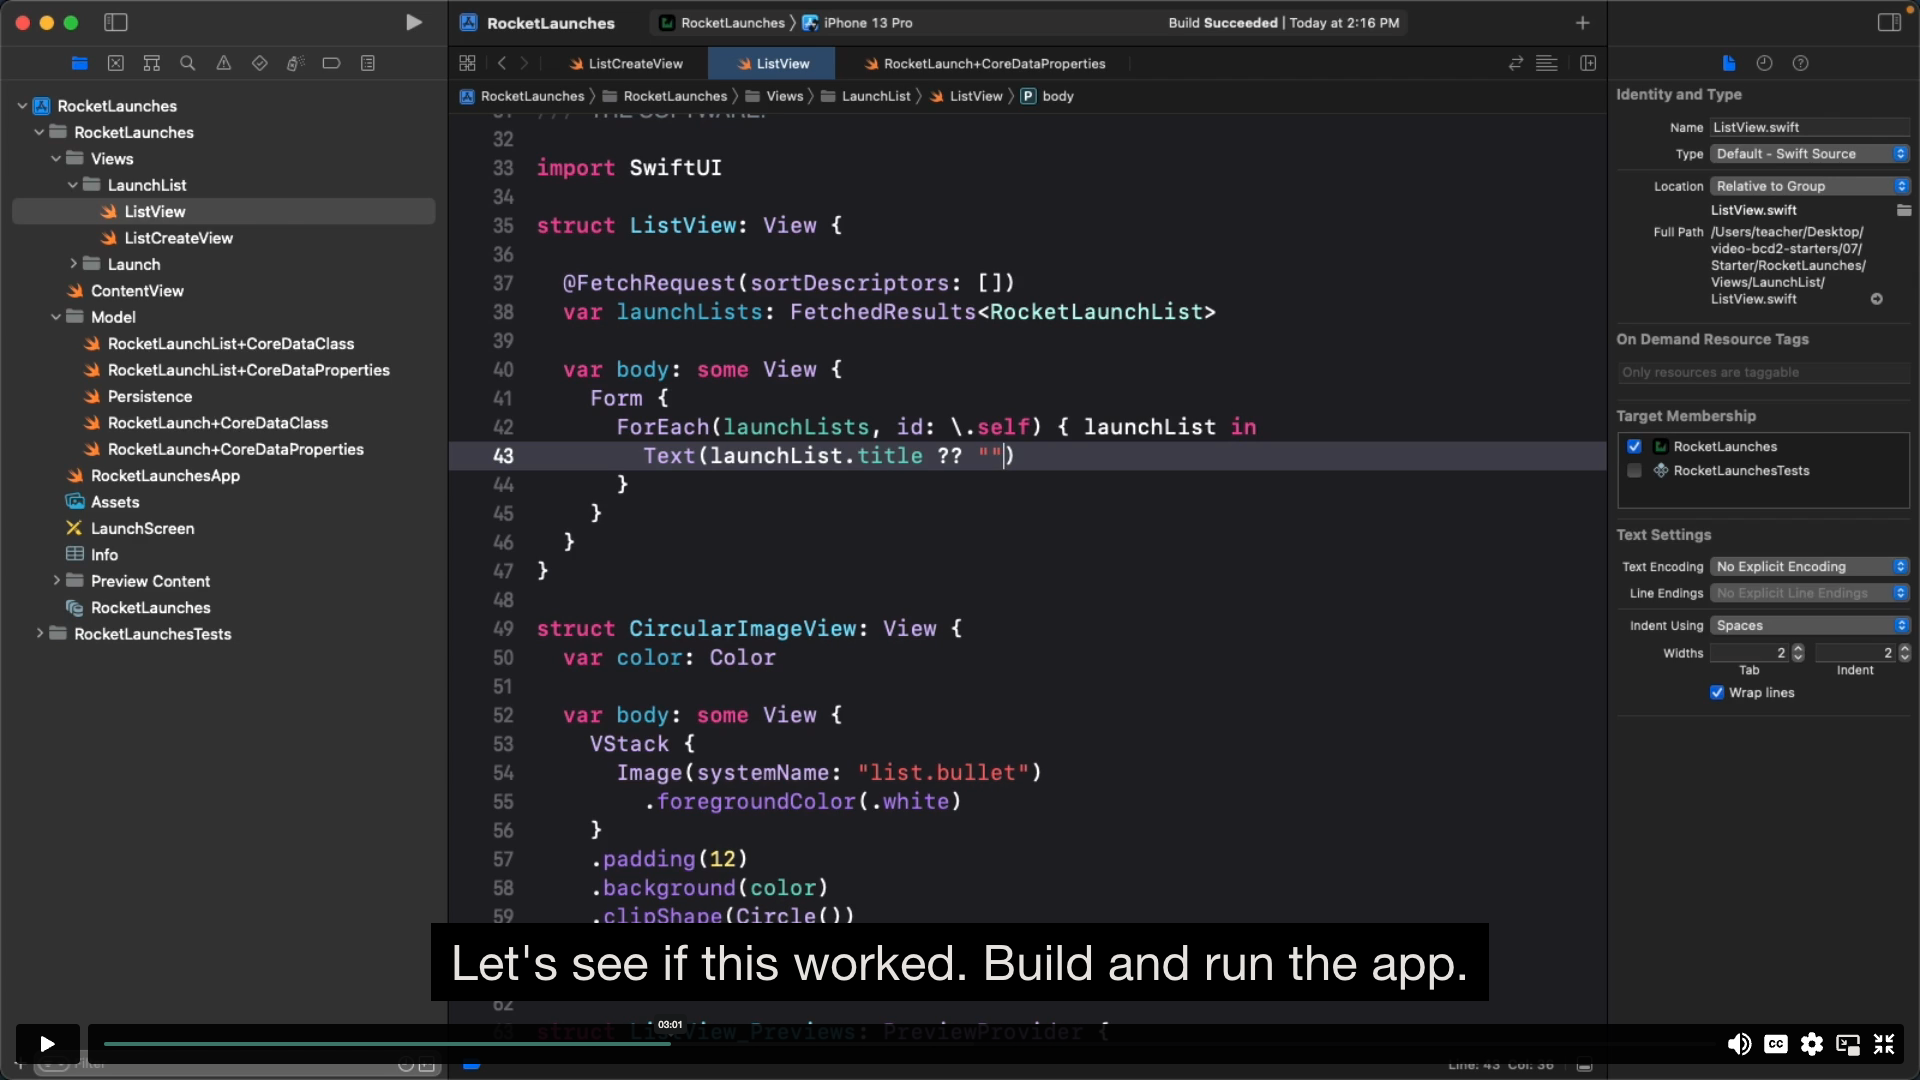 RocketLaunches
RocketLaunches 〉 iPhone 13 Pro
Build Succeeded | Today at 2:16 PM
ListCreateView
ListView
RocketLaunch+CoreDataProperties
RocketLaunches 〉 RocketLaunches 〉 Views 〉 LaunchList 〉 ListView 〉 P body
RocketLaunches
RocketLaunches
Views
LaunchList
ListView
ListCreateView
Launch
ContentView
Model
RocketLaunchList+CoreDataClass
RocketLaunchList+CoreDataProperties
Persistence
RocketLaunch+CoreDataClass
RocketLaunch+CoreDataProperties
RocketLaunchesApp
Assets
LaunchScreen
Info
Preview Content
RocketLaunches
RocketLaunchesTests
Filter
31 /// THE SOFTWARE.
32
33 import SwiftUI
34
35 struct ListView: View {
36
37 @FetchRequest(sortDescriptors: [])
38 var launchLists: FetchedResults<RocketLaunchList>
39
40 var body: some View {
41 Form {
42 ForEach(launchLists, id: \.self) { launchList in
43 Text(launchList.title ?? "")
44 }
45 }
46 }
47 }
48
49 struct CircularImageView: View {
50 var color: Color
51
52 var body: some View {
53 VStack {
54 Image(systemName: "list.bullet")
55 .foregroundColor(.white)
56 }
57 .padding(12)
58 .background(color)
59 .clipShape(Circle())
62
63 struct ListView_Previews: PreviewProvider {
Let's see if this worked. Build and run the app.
03:01
CC
Line: 43 Col: 36
Identity and Type
Name ListView.swift
Type Default - Swift Source
Location Relative to Group
ListView.swift
Full Path /Users/teacher/Desktop/
video-bcd2-starters/07/
Starter/RocketLaunches/
Views/LaunchList/
ListView.swift
On Demand Resource Tags
Only resources are taggable
Target Membership
RocketLaunches
RocketLaunchesTests
Text Settings
Text Encoding No Explicit Encoding
Line Endings No Explicit Line Endings
Indent Using Spaces
Widths 2 2
Tab Indent
Wrap lines